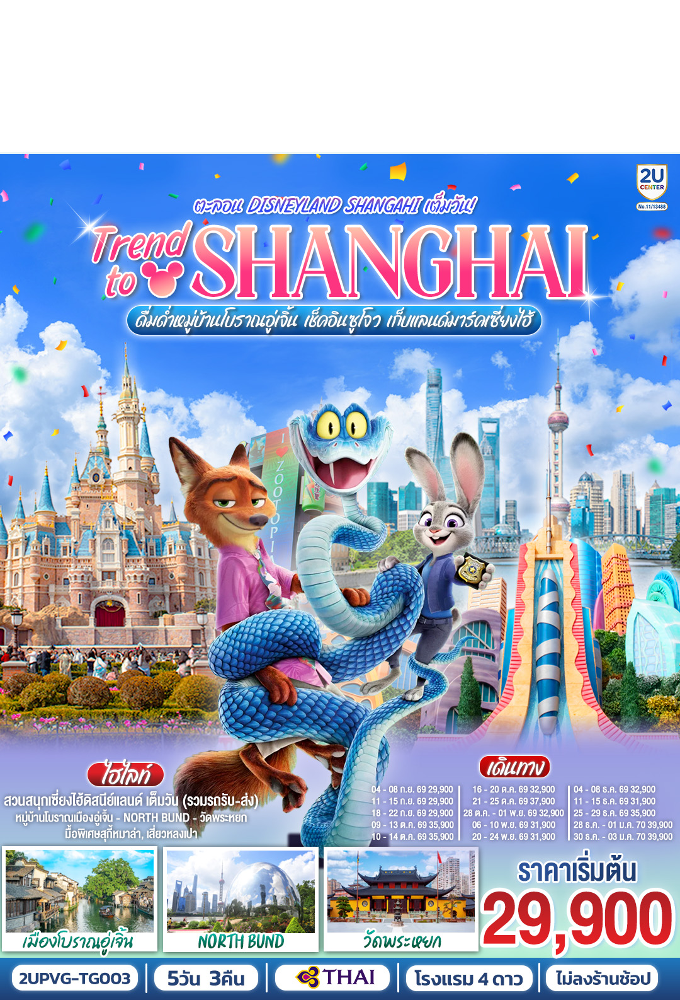 2U
CENTER
No.11/13488
ตะลอน DISNEYLAND SHANGAHI เต็มวัน!
Trend
to SHANGHAI
ดื่มด่ำหมู่บ้านโบราณอู่เจิ้น เช็คอินซูโจว เก็บแลนด์มาร์คเซี่ยงไฮ้
I
ZOOTOPIA
ไฮไลท์
สวนสนุกเซี่ยงไฮ้ดิสนีย์แลนด์ เต็มวัน (รวมรถรับ-ส่ง)
หมู่บ้านโบราณเมืองอู่เจิ้น - NORTH BUND - วัดพระหยก
มื้อพิเศษสุกี้หมาล่า, เสี่ยวหลงเปา
เดินทาง
04 - 08 ก.ย. 69 29,900
11 - 15 ก.ย. 69 29,900
18 - 22 ก.ย. 69 29,900
09 - 13 ต.ค. 69 35,900
10 - 14 ต.ค. 69 35,900
16 - 20 ต.ค. 69 32,900
21 - 25 ต.ค. 69 37,900
28 ต.ค. - 01 พ.ย. 69 32,900
06 - 10 พ.ย. 69 31,900
20 - 24 พ.ย. 69 31,900
04 - 08 ธ.ค. 69 32,900
11 - 15 ธ.ค. 69 31,900
25 - 29 ธ.ค. 69 35,900
28 ธ.ค. - 01 ม.ค. 70 39,900
30 ธ.ค. - 03 ม.ค. 70 39,900
เมืองโบราณอู่เจิ้น
NORTH BUND
วัดพระหยก
ราคาเริ่มต้น
29,900
2UPVG-TG003
5วัน 3คืน
THAI
โรงแรม 4 ดาว
ไม่ลงร้านช้อป